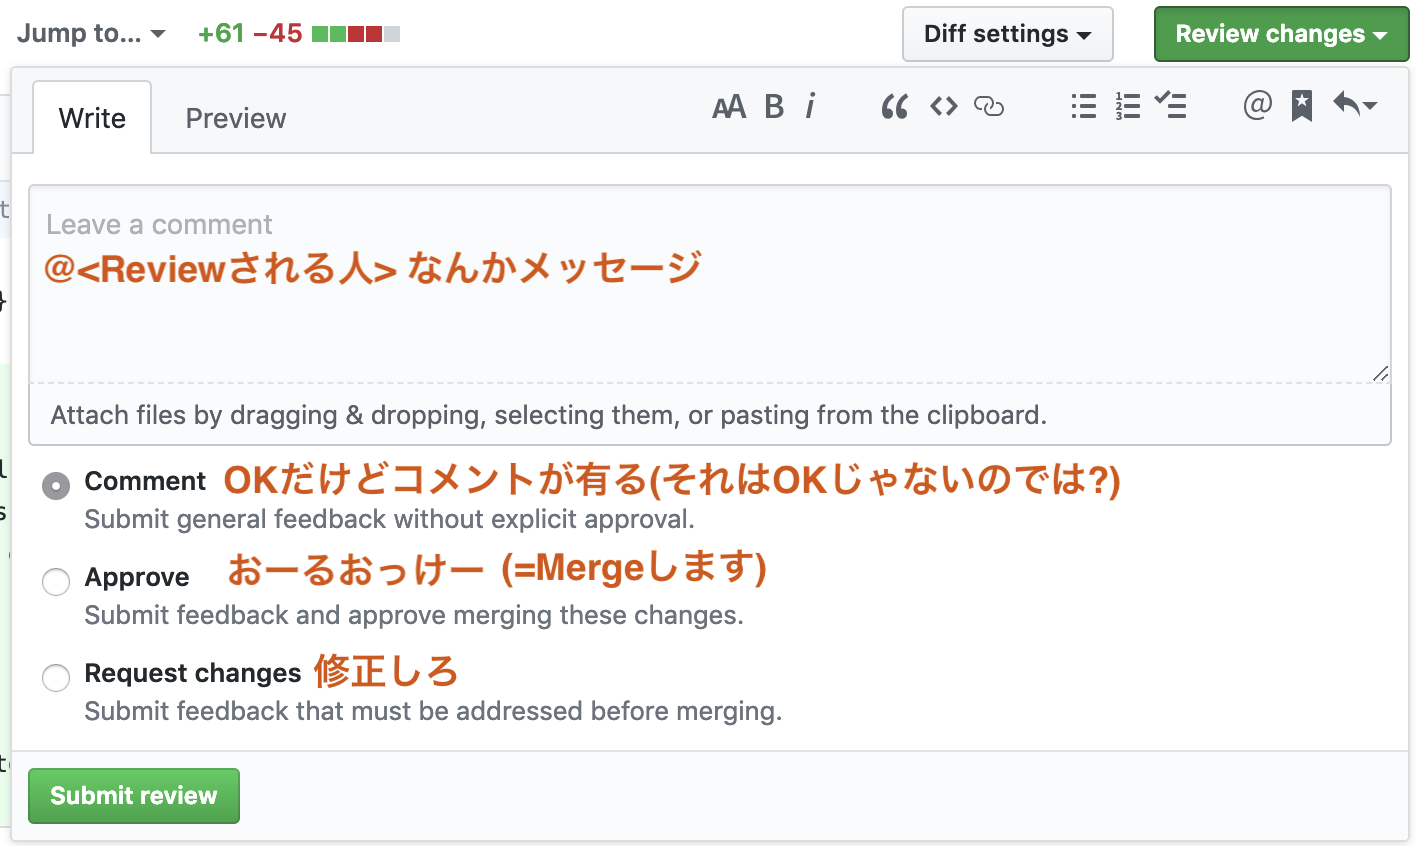 Jump to... +61 −45 Diff settings Review changes
Write Preview AA B i “ <> 1 2 3 @
Leave a comment
@<Reviewされる人> なんかメッセージ
}
Attach files by dragging & dropping, selecting them, or pasting from the clipboard.
Comment OKだけどコメントが有る(それはOKじゃないのでは?)
Submit general feedback without explicit approval.
Approve おーるおっけー (=Mergeします)
Submit feedback and approve merging these changes.
Request changes 修正しろ
Submit feedback that must be addressed before merging.
Submit review